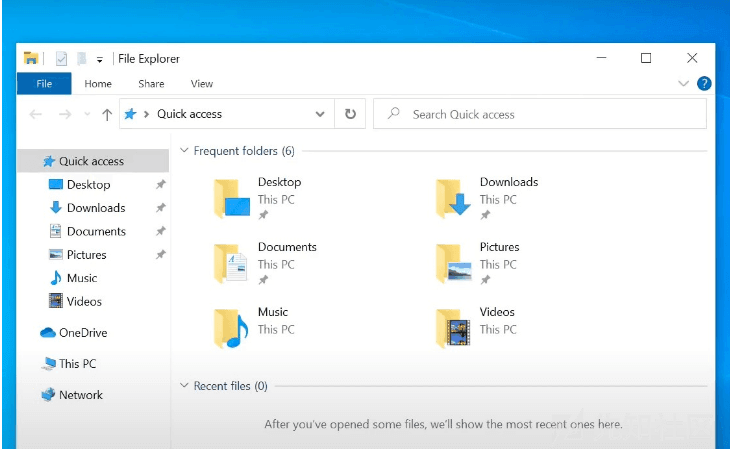 File Explorer
File Home Share View
Quick access
Search Quick access
Quick access
Desktop
Downloads
Documents
Pictures
Music
Videos
OneDrive
This PC
Network
Frequent folders (6)
Desktop
This PC
Downloads
This PC
Documents
This PC
Pictures
This PC
Music
This PC
Videos
This PC
Recent files (0)
After you've opened some files, we'll show the most recent ones here.